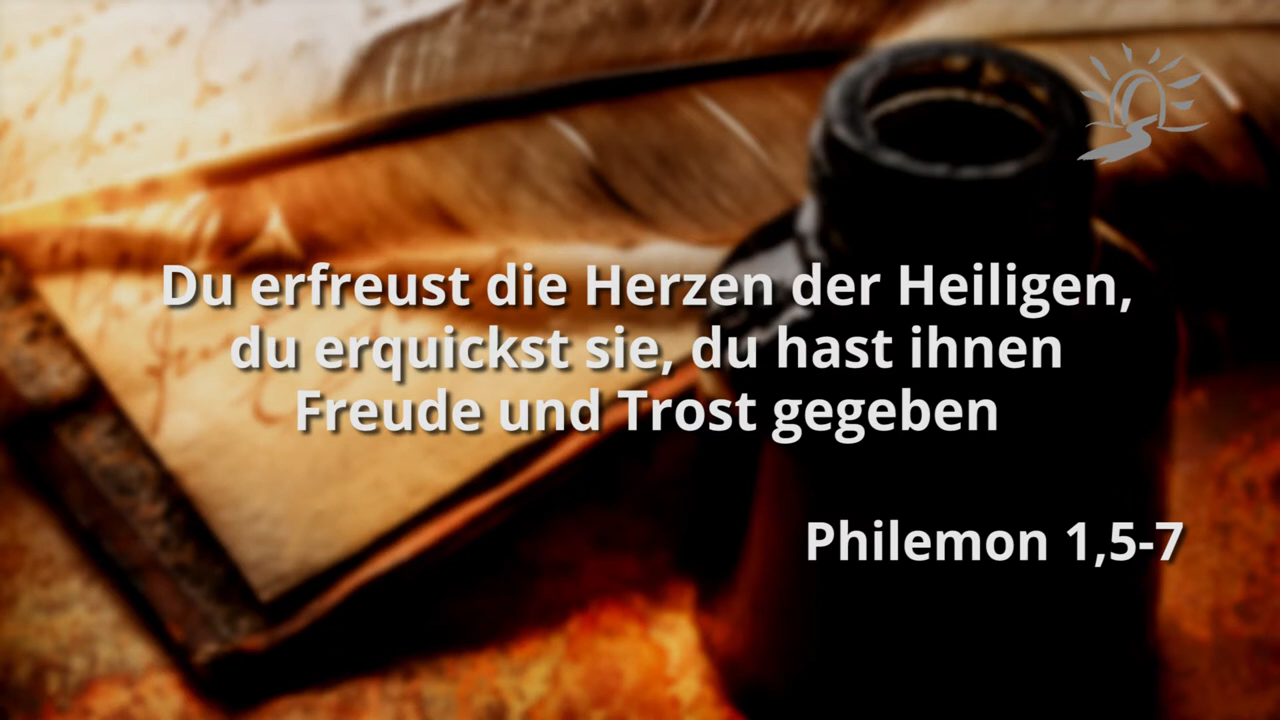 Du erfreust die Herzen der Heiligen,
du erquickst sie, du hast ihnen
Freude und Trost gegeben
Philemon 1,5-7